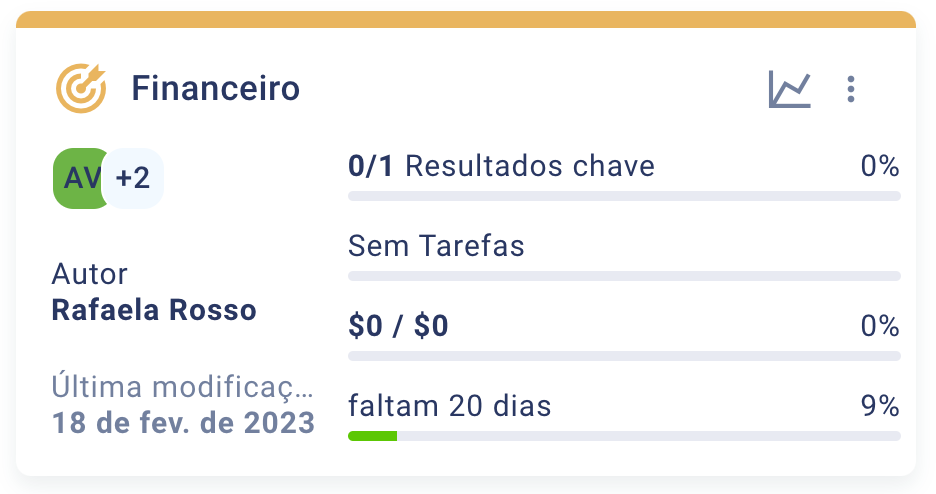 Financeiro
AV +2
Autor
Rafaela Rosso
Última modificaç...
18 de fev. de 2023
0/1 Resultados chave 0%
Sem Tarefas
$0 / $0 0%
faltam 20 dias 9%